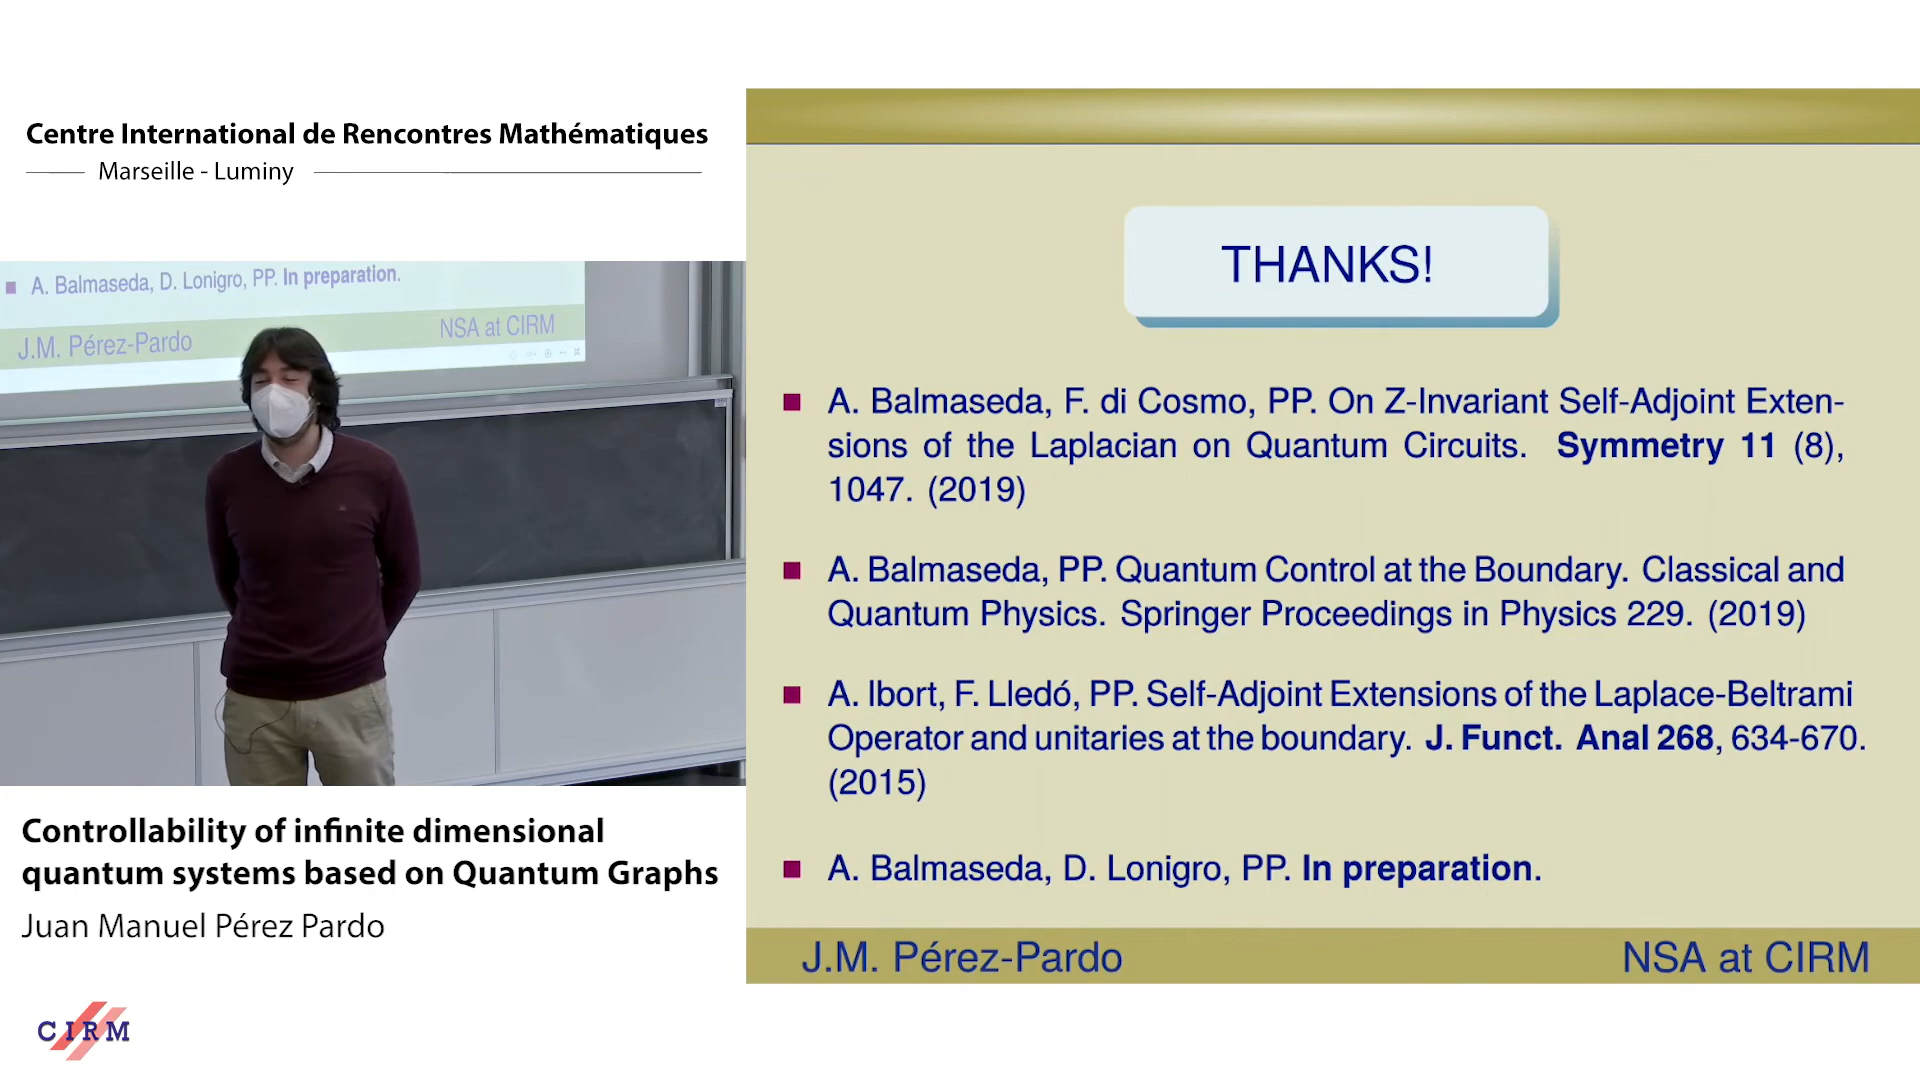 Centre International de Rencontres Mathématiques
Marseille - Luminy
A. Balmaseda, D. Lonigro, PP. In preparation.
J.M. Pérez-Pardo
NSA at CIRM
Controllability of infinite dimensional
quantum systems based on Quantum Graphs
Juan Manuel Pérez Pardo
CIRM
THANKS!
A. Balmaseda, F. di Cosmo, PP. On Z-Invariant Self-Adjoint Exten-
sions of the Laplacian on Quantum Circuits. Symmetry 11 (8),
1047. (2019)
A. Balmaseda, PP. Quantum Control at the Boundary. Classical and
Quantum Physics. Springer Proceedings in Physics 229. (2019)
A. Ibort, F. Lledó, PP. Self-Adjoint Extensions of the Laplace-Beltrami
Operator and unitaries at the boundary. J. Funct. Anal 268, 634-670.
(2015)
A. Balmaseda, D. Lonigro, PP. In preparation.
J.M. Pérez-Pardo
NSA at CIRM